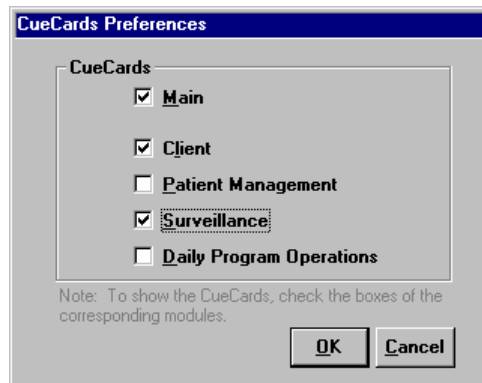 CueCards Preferences
CueCards
Main
Client
Patient Management
Surveillance
Daily Program Operations
Note: To show the CueCards, check the boxes of the
corresponding modules.
OK Cancel